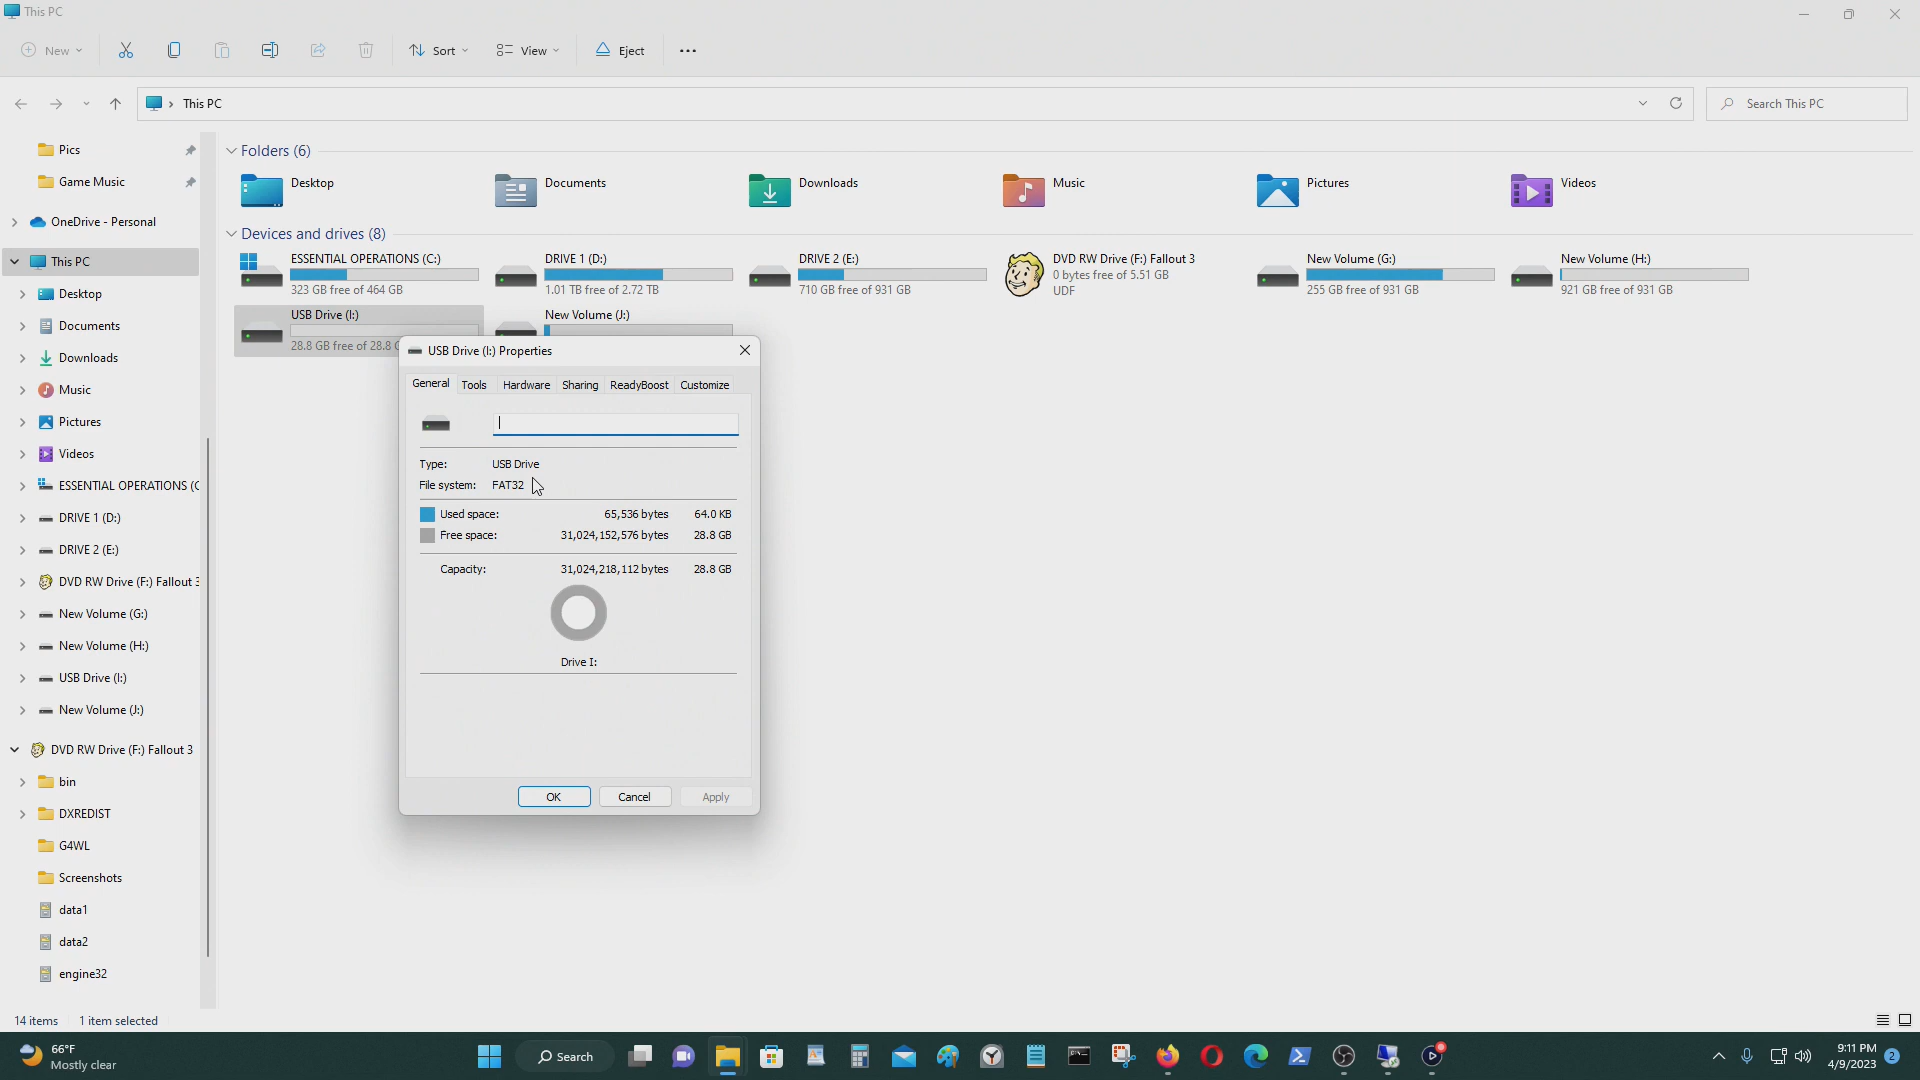 This PC
New
Sort
View
Eject
This PC
Search This PC
Pics
Game Music
OneDrive - Personal
This PC
Desktop
Documents
Downloads
Music
Pictures
Videos
ESSENTIAL OPERATIONS (C
DRIVE 1 (D:)
DRIVE 2 (E:)
DVD RW Drive (F:) Fallout 3
New Volume (G:)
New Volume (H:)
USB Drive (I:)
New Volume (J:)
DVD RW Drive (F:) Fallout 3
bin
DXREDIST
G4WL
Screenshots
data1
data2
engine32
Folders (6)
Desktop
Documents
Downloads
Music
Pictures
Videos
Devices and drives (8)
ESSENTIAL OPERATIONS (C:)
323 GB free of 464 GB
DRIVE 1 (D:)
1.01 TB free of 2.72 TB
DRIVE 2 (E:)
710 GB free of 931 GB
DVD RW Drive (F:) Fallout 3
0 bytes free of 5.51 GB
UDF
New Volume (G:)
255 GB free of 931 GB
New Volume (H:)
921 GB free of 931 GB
USB Drive (I:)
28.8 GB free of 28.8 G
New Volume (J:)
USB Drive (I:) Properties
General Tools Hardware Sharing ReadyBoost Customize
Type: USB Drive
File system: FAT32
Used space: 65,536 bytes 64.0 KB
Free space: 31,024,152,576 bytes 28.8 GB
Capacity: 31,024,218,112 bytes 28.8 GB
Drive I:
OK Cancel Apply
14 items 1 item selected
66°F
Mostly clear
Search
9:11 PM
4/9/2023
2